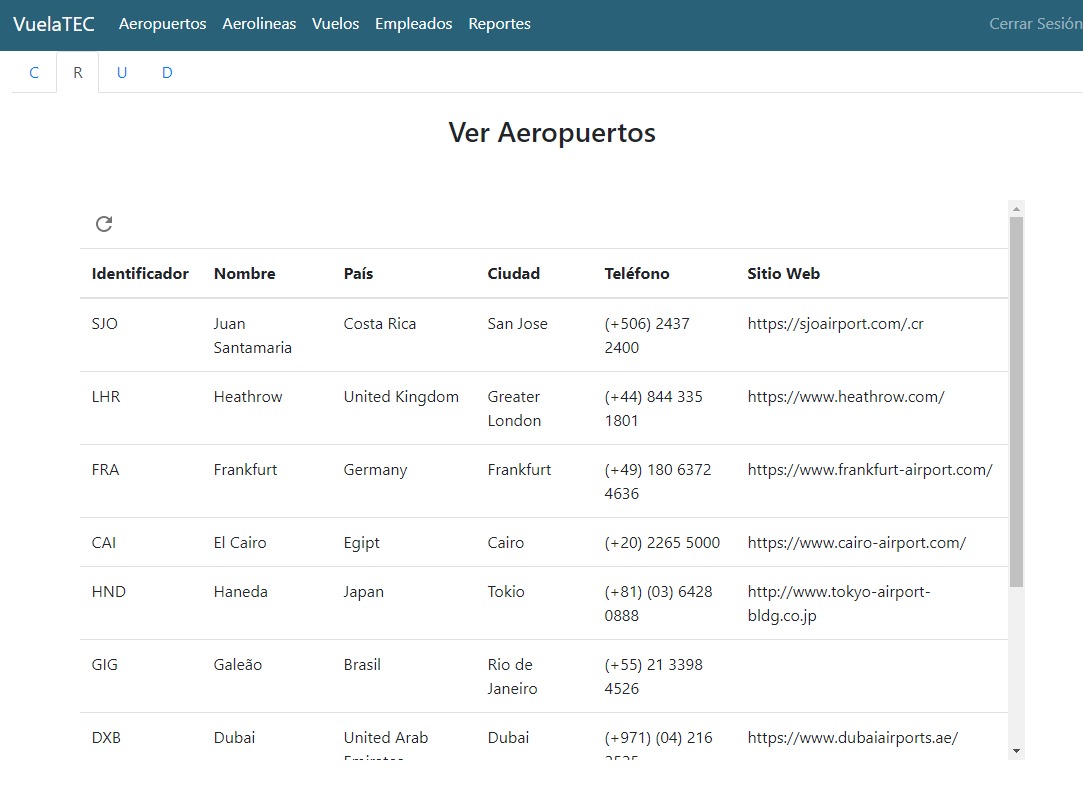 VuelaTEC Aeropuertos Aerolineas Vuelos Empleados Reportes Cerrar Sesión
C R U D
Ver Aeropuertos
Identificador Nombre País Ciudad Teléfono Sitio Web
SJO Juan Costa Rica San Jose (+506) 2437 https://sjoairport.com/.cr
Santamaria 2400
LHR Heathrow United Kingdom Greater (+44) 844 335 https://www.heathrow.com/
London 1801
FRA Frankfurt Germany Frankfurt (+49) 180 6372 https://www.frankfurt-airport.com/
4636
CAI El Cairo Egipt Cairo (+20) 2265 5000 https://www.cairo-airport.com/
HND Haneda Japan Tokio (+81) (03) 6428 http://www.tokyo-airport-
0888 bldg.co.jp
GIG Galeão Brasil Rio de (+55) 21 3398
Janeiro 4526
DXB Dubai United Arab Dubai (+971) (04) 216 https://www.dubaiairports.ae/